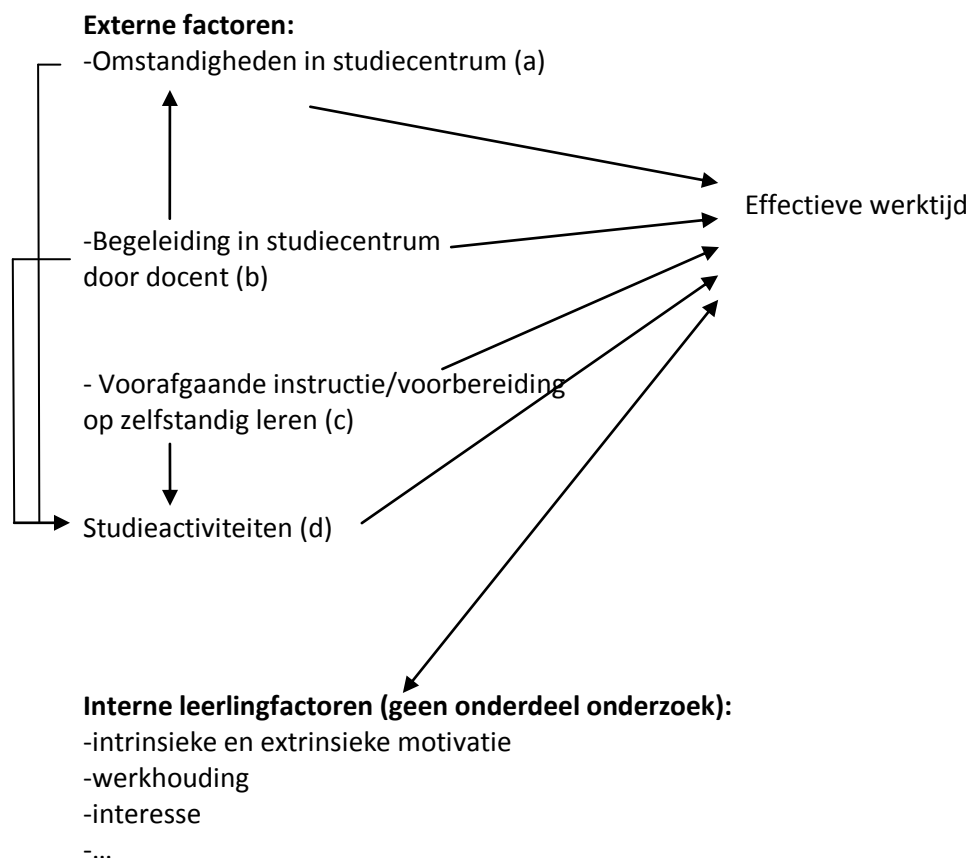 Externe factoren:
-Omstandigheden in studiecentrum (a)
Effectieve werktijd
-Begeleiding in studiecentrum
door docent (b)
- Voorafgaande instructie/voorbereiding
op zelfstandig leren (c)
Studieactiviteiten (d)
Interne leerlingfactoren (geen onderdeel onderzoek):
-intrinsieke en extrinsieke motivatie
-werkhouding
-interesse
-...